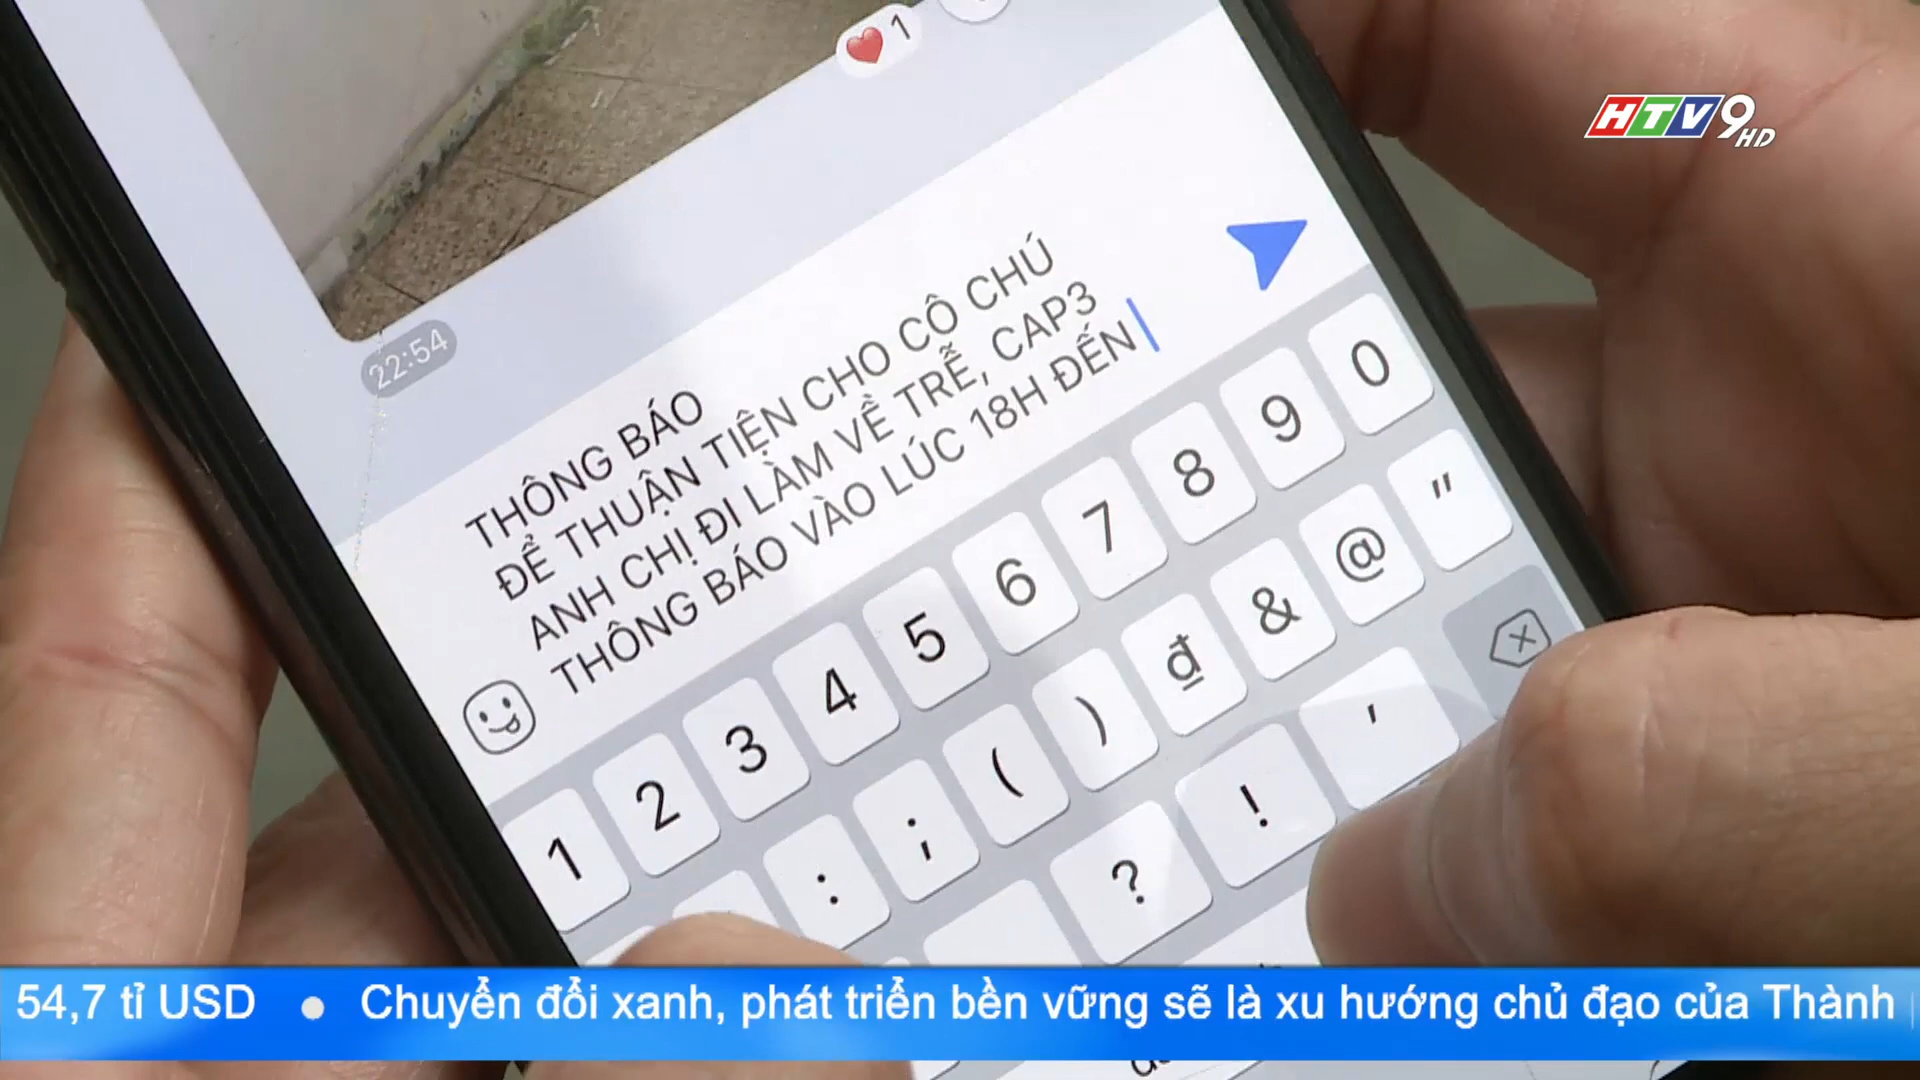 1
HTV9 HD
22:54
THÔNG BÁO
ĐỂ THUẬN TIỆN CHO CÔ CHÚ
ANH CHỊ ĐI LÀM VỀ TRỄ, CAP3
THÔNG BÁO VÀO LÚC 18H ĐẾN
1 2 3 4 5 6 7 8 9 0
: ; ( ) ₫ & @ "
? ! '
54,7 tỉ USD ● Chuyển đổi xanh, phát triển bền vững sẽ là xu hướng chủ đạo của Thành